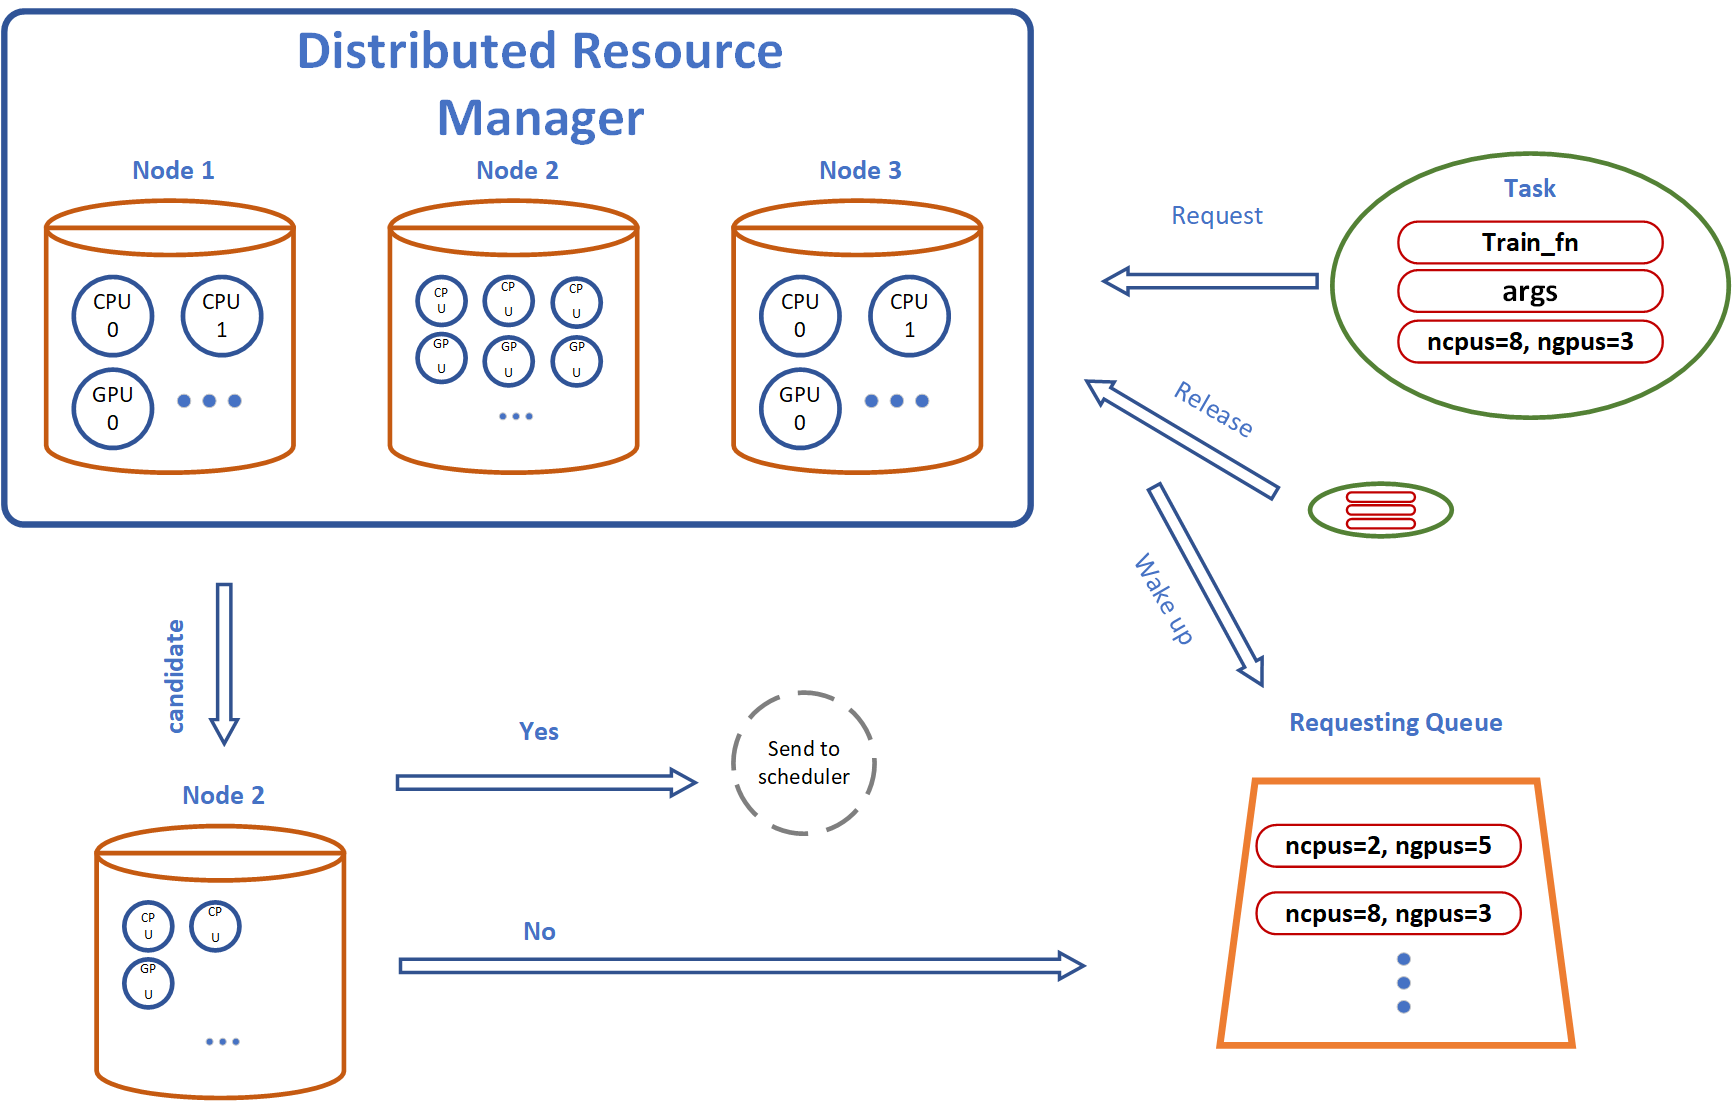 Distributed Resource
Manager
Node 1
Node 2
Node 3
CPU
0
CPU
1
GPU
0
CP
U
CP
U
CP
U
GP
U
GP
U
GP
U
CPU
0
CPU
1
GPU
0
Request
Task
Train_fn
args
ncpus=8, ngpus=3
Release
Wake up
candidate
Node 2
CP
U
CP
U
GP
U
Yes
Send to
scheduler
No
Requesting Queue
ncpus=2, ngpus=5
ncpus=8, ngpus=3